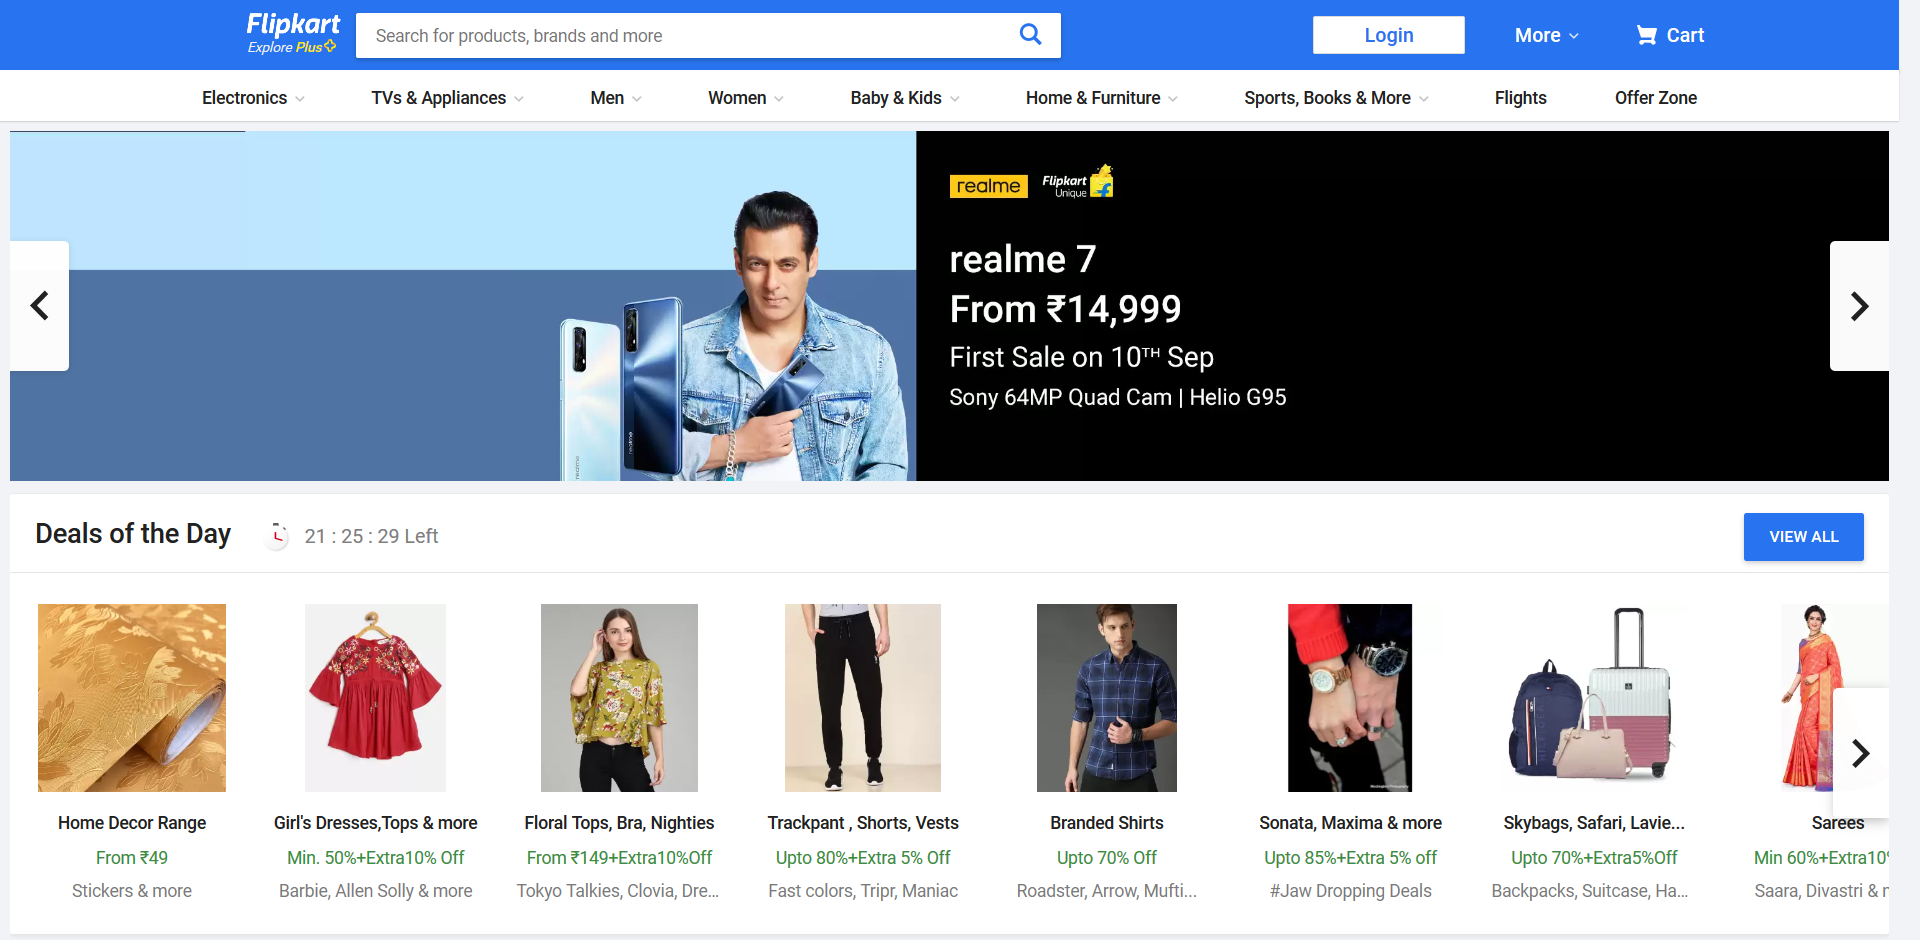 Flipkart
Explore Plus
Search for products, brands and more
Login
More
Cart
Electronics
TVs & Appliances
Men
Women
Baby & Kids
Home & Furniture
Sports, Books & More
Flights
Offer Zone
realme
Flipkart
Unique
realme 7
From ₹14,999
First Sale on 10TH Sep
Sony 64MP Quad Cam | Helio G95
realme
realme
Deals of the Day
21 : 25 : 29 Left
VIEW ALL
Home Decor Range
From ₹49
Stickers & more
Girl's Dresses,Tops & more
Min. 50%+Extra10% Off
Barbie, Allen Solly & more
Floral Tops, Bra, Nighties
From ₹149+Extra10%Off
Tokyo Talkies, Clovia, Dre...
Trackpant , Shorts, Vests
Upto 80%+Extra 5% Off
Fast colors, Tripr, Maniac
Branded Shirts
Upto 70% Off
Roadster, Arrow, Mufti...
Sonata, Maxima & more
Upto 85%+Extra 5% off
#Jaw Dropping Deals
Skybags, Safari, Lavie...
Upto 70%+Extra5%Off
Backpacks, Suitcase, Ha...
Sarees
Min 60%+Extra10%
Saara, Divastri &